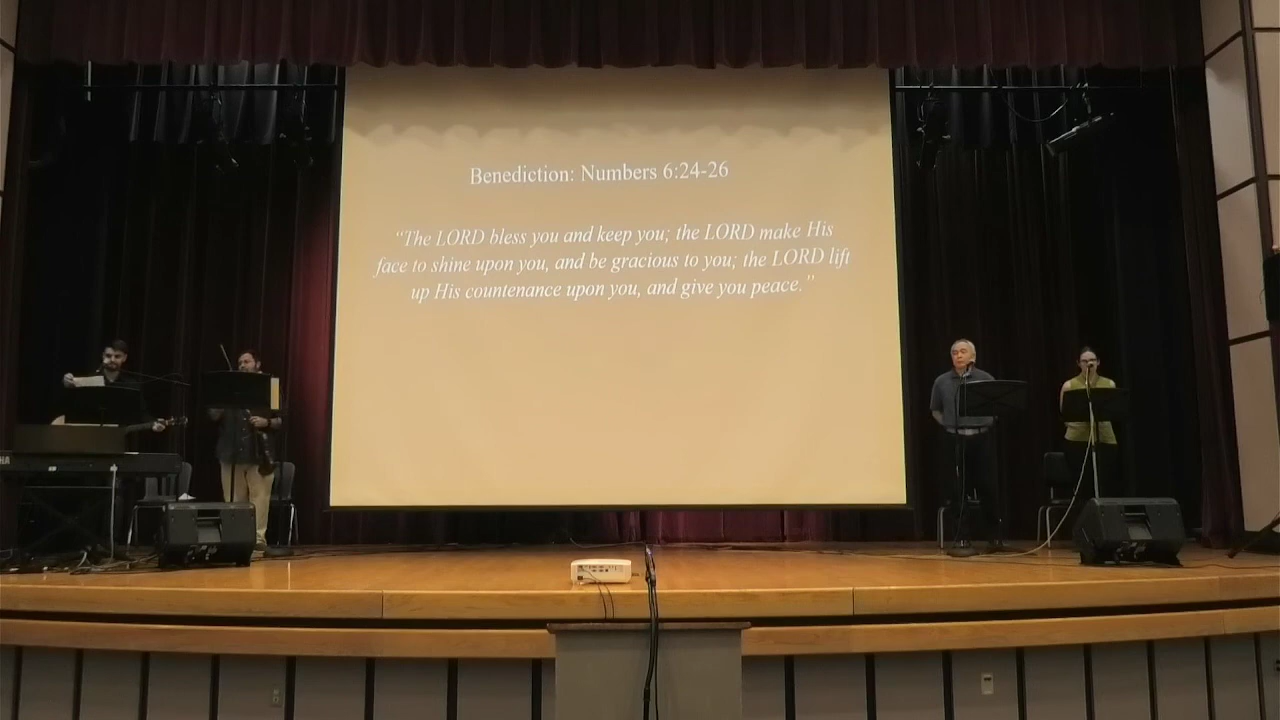 Benediction: Numbers 6:24-26
“The LORD bless you and keep you; the LORD make His
face to shine upon you, and be gracious to you; the LORD lift
up His countenance upon you, and give you peace.”